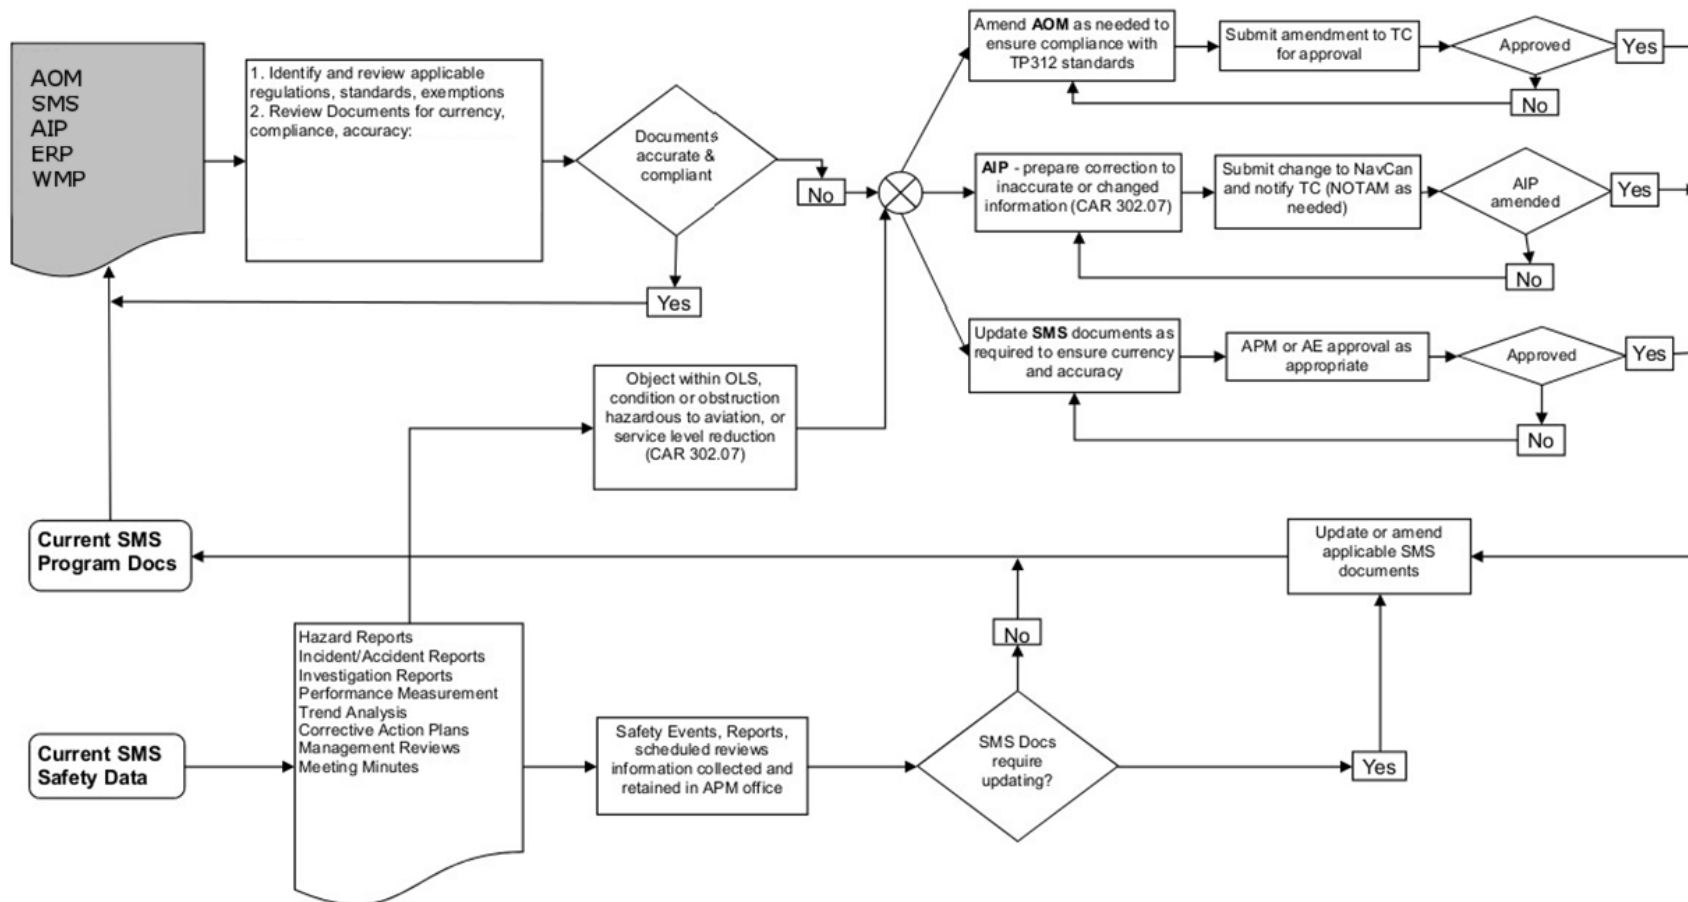 AOM
SMS
AIP
ERP
WMP
1. Identify and review applicable
regulations, standards, exemptions
2. Review Documents for currency,
compliance, accuracy:
Documents
accurate &
compliant
No
Yes
Amend AOM as needed to
ensure compliance with
TP312 standards
Submit amendment to TC
for approval
Approved
Yes
No
AIP - prepare correction to
inaccurate or changed
information (CAR 302.07)
Submit change to NavCan
and notify TC (NOTAM as
needed)
AIP
amended
Yes
No
Update SMS documents as
required to ensure currency
and accuracy
APM or AE approval as
appropriate
Approved
Yes
No
Object within OLS,
condition or obstruction
hazardous to aviation, or
service level reduction
(CAR 302.07)
Current SMS
Program Docs
Update or amend
applicable SMS
documents
No
Hazard Reports
Incident/Accident Reports
Investigation Reports
Performance Measurement
Trend Analysis
Corrective Action Plans
Management Reviews
Meeting Minutes
Current SMS
Safety Data
Safety Events, Reports,
scheduled reviews
information collected and
retained in APM office
SMS Docs
require
updating?
Yes